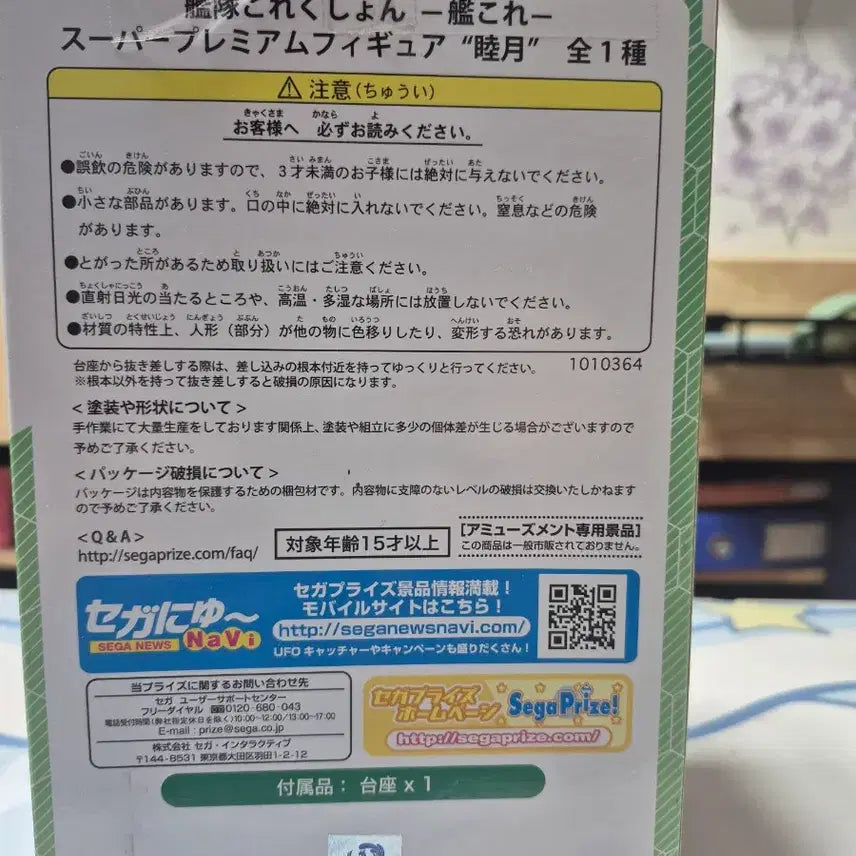 艦隊これくしょん －艦これ－
スーパープレミアムフィギュア “睦月” 全1種
⚠ 注意(ちゅうい)
お客様へ 必ずお読みください。
●誤飲の危険がありますので、3才未満のお子様には絶対に与えないでください。
●小さな部品があります。口の中に絶対に入れないでください。窒息などの危険
があります。
●とがった所があるため取り扱いにはご注意ください。
●直射日光の当たるところや、高温・多湿な場所には放置しないでください。
●材質の特性上、人形（部分）が他の物に色移りしたり、変形する恐れがあります。
台座から抜き差しする際は、差し込みの根本付近を持ってゆっくりと行ってください。 1010364
※根本以外を持って抜き差しすると破損の原因になります。
<塗装や形状について>
手作業にて大量生産をしております関係上、塗装や組立に多少の個体差が生じる場合がございますので
予めご了承ください。
<パッケージ破損について>
パッケージは内容物を保護するための梱包材です。内容物に支障のないレベルの破損は交換いたしかねます
ので予めご了承ください。
<Q&A>
http://segaprize.com/faq/
対象年齢15才以上
[アミューズメント専用景品]
この商品は一般市販されておりません。
セガにゅ～
SEGA NEWS NaVi
セガプライズ景品情報満載！
モバイルサイトはこちら！
http://seganewsnavi.com/
UFOキャッチャーやキャンペーンも盛りだくさん！
当プライズに関するお問い合わせ先
セガ ユーザーサポートセンター
フリーダイヤル 0120-680-043
電話受付時間(弊社指定休日を除く)10:00~12:00/13:00~17:00
E-mail : prize@sega.co.jp
株式会社 セガ・インタラクティブ
〒144-8531 東京都大田区羽田1-2-12
セガプライズ
ホームページ
SegaPrize!
http://segaprize.com/
付属品： 台座 x 1